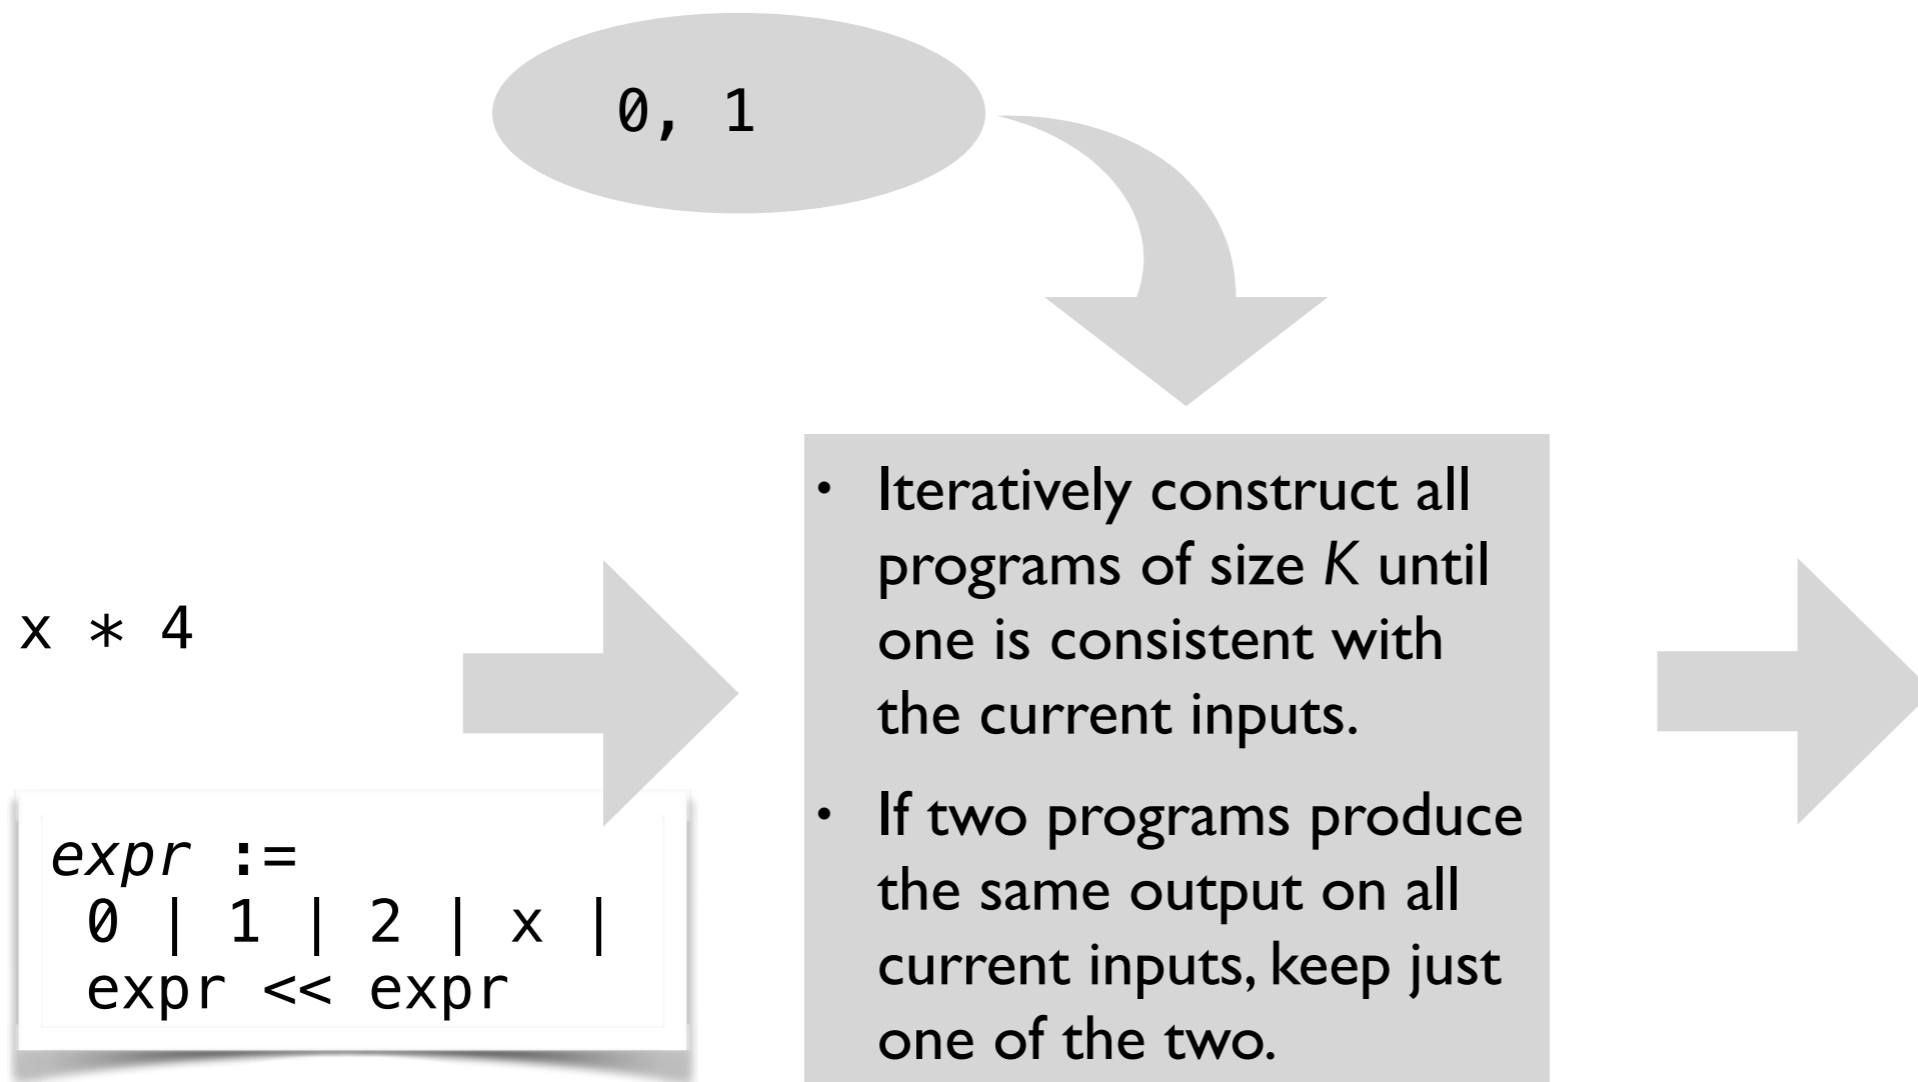 0, 1
x * 4
expr :=
0 | 1 | 2 | x |
expr << expr
• Iteratively construct all
programs of size K until
one is consistent with
the current inputs.
• If two programs produce
the same output on all
current inputs, keep just
one of the two.